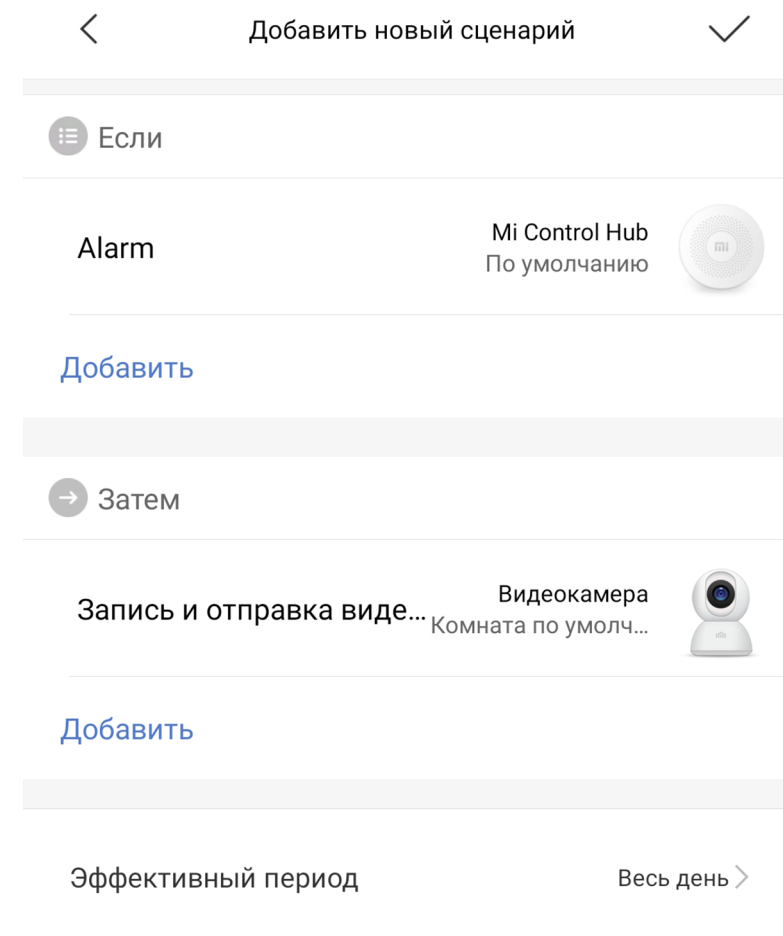 Добавить новый сценарий
Если
Alarm
Mi Control Hub
По умолчанию
mi
Добавить
Затем
Запись и отправка виде...
Видеокамера
Комната по умолч...
Добавить
Эффективный период
Весь день